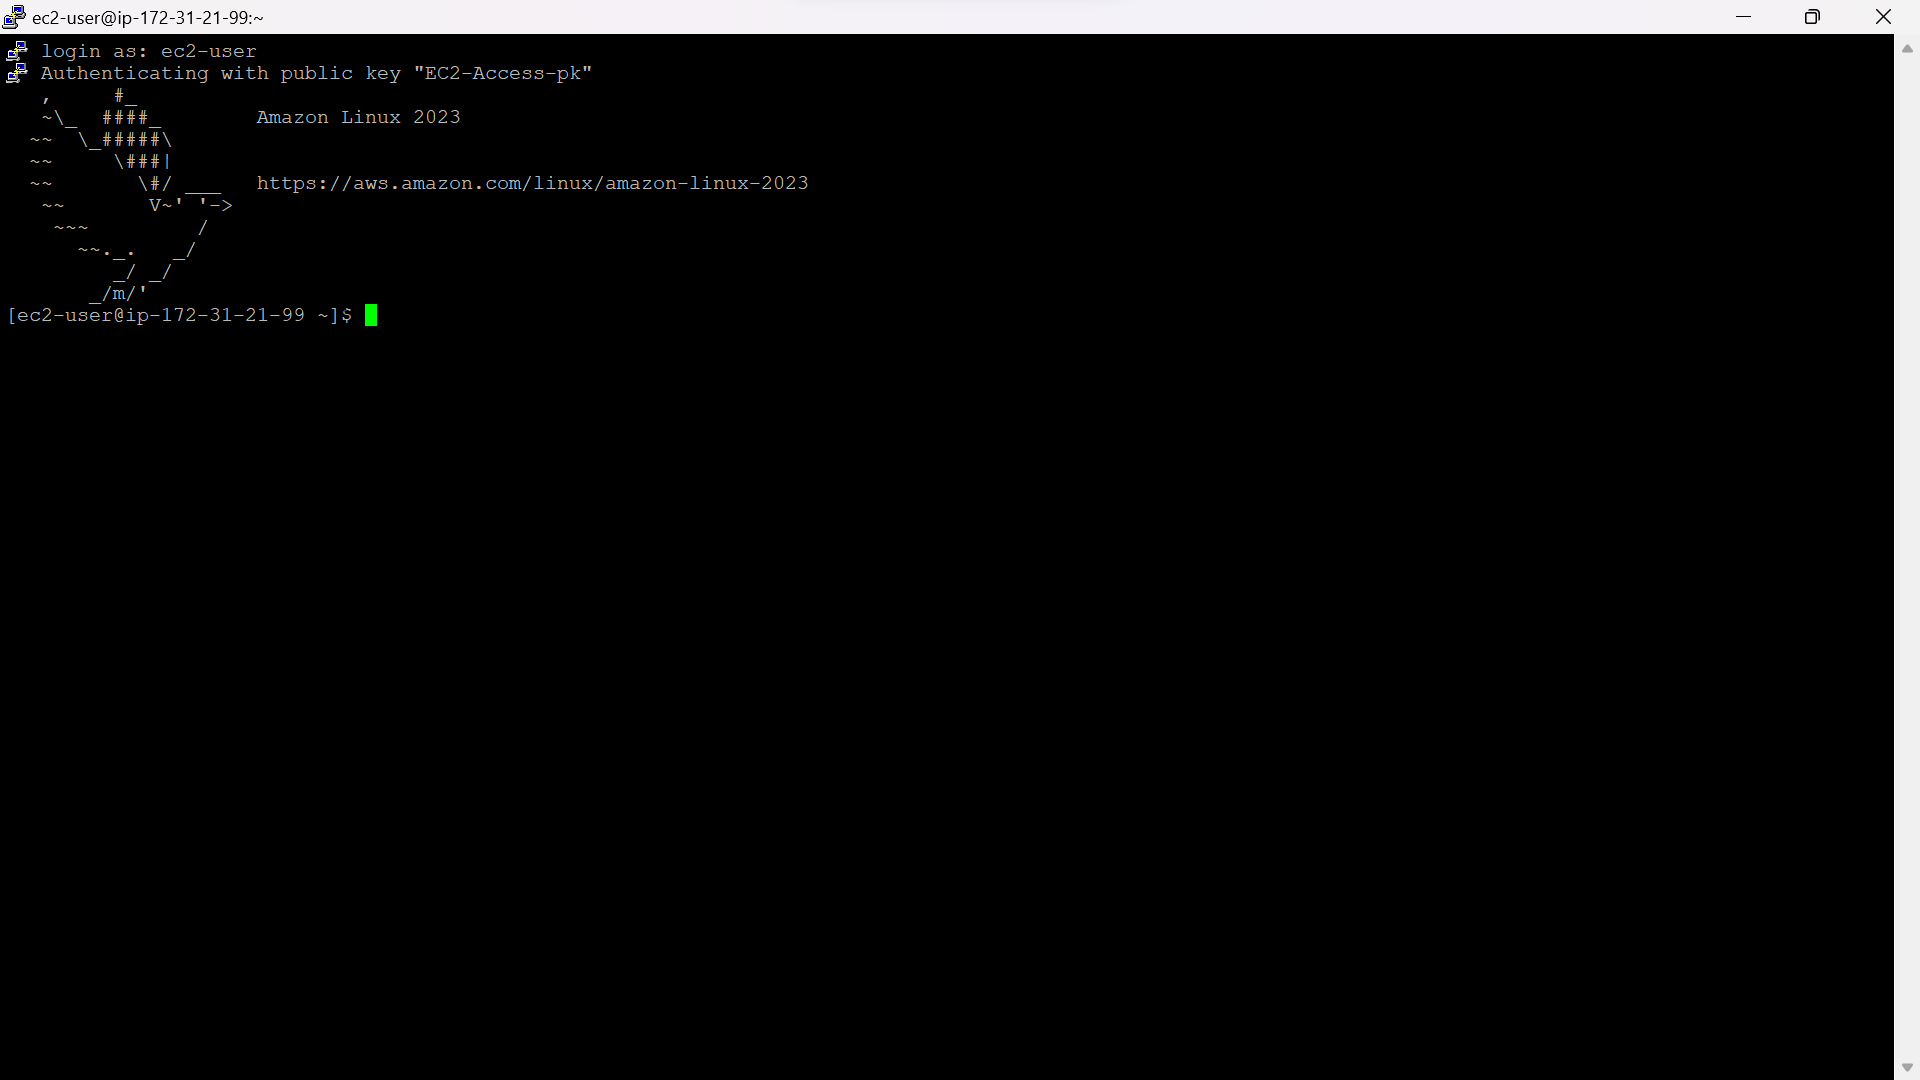 ec2-user@ip-172-31-21-99:~
login as: ec2-user
Authenticating with public key "EC2-Access-pk"
   ,     #_
   ~\_  ####_        Amazon Linux 2023
  ~~  \_#####\
  ~~     \###|
  ~~       \#/ ___   https://aws.amazon.com/linux/amazon-linux-2023
   ~~       V~' '->
    ~~~         /
      ~~._.   _/
         _/ _/
       _/m/'
[ec2-user@ip-172-31-21-99 ~]$